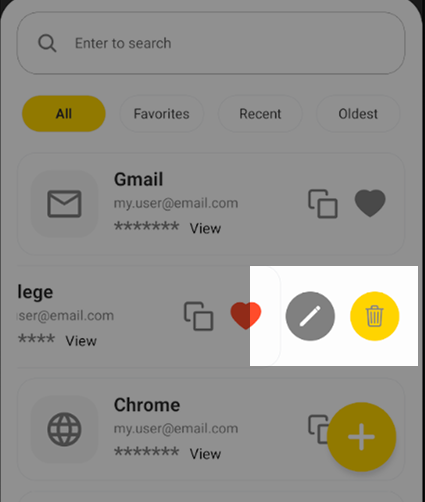 Enter to search
All Favorites Recent Oldest
Gmail
my.user@email.com
******* View
lege
ser@email.com
**** View
Chrome
my.user@email.com
******* View